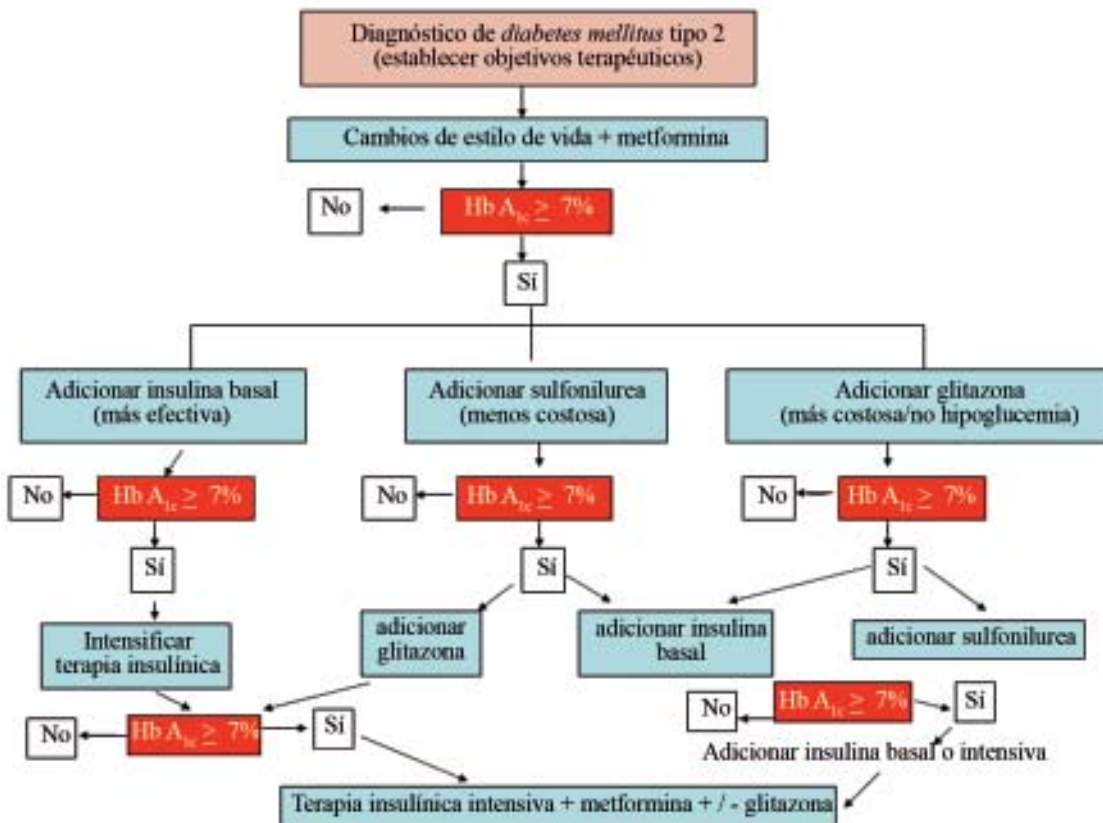 Diagnóstico de diabetes mellitus tipo 2
(establecer objetivos terapéuticos)
Cambios de estilo de vida + metformina
No
Hb A1c ≥ 7%
Sí
Adicionar insulina basal
(más efectiva)
Adicionar sulfonilurea
(menos costosa)
Adicionar glitazona
(más costosa/no hipoglucemia)
No
Hb A1c ≥ 7%
No
Hb A1c ≥ 7%
No
Hb A1c ≥ 7%
Sí
Sí
Sí
Intensificar
terapia insulínica
adicionar
glitazona
adicionar insulina
basal
adicionar sulfonilurea
No
Hb A1c ≥ 7%
Sí
No
Hb A1c ≥ 7%
Sí
Adicionar insulina basal o intensiva
Terapia insulínica intensiva + metformina + / - glitazona